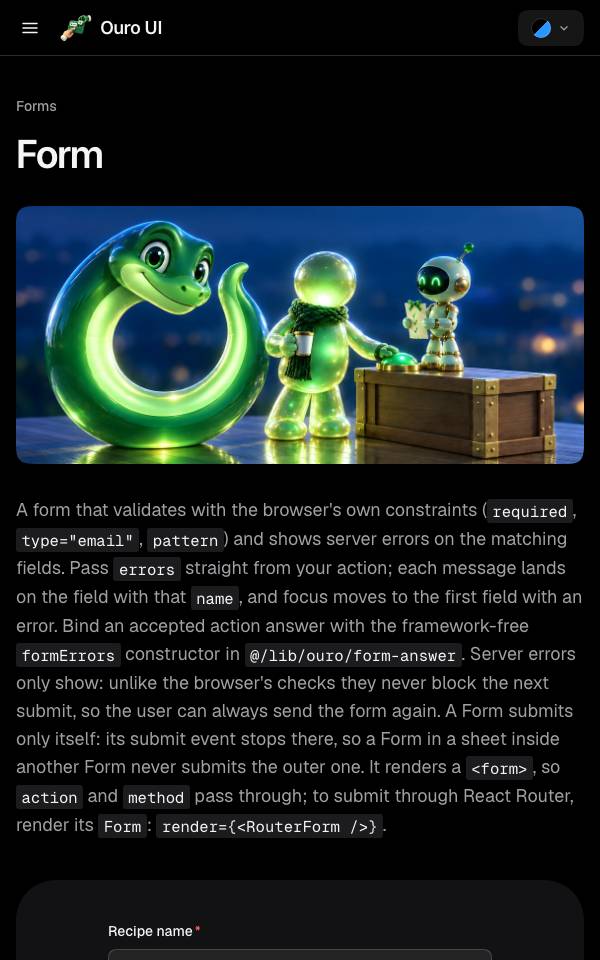 Ouro UI
Forms
Form
A form that validates with the browser's own constraints (required,
type="email", pattern) and shows server errors on the matching
fields. Pass errors straight from your action; each message lands
on the field with that name, and focus moves to the first field with an
error. Bind an accepted action answer with the framework-free
formErrors constructor in @/lib/ouro/form-answer. Server errors
only show: unlike the browser's checks they never block the next
submit, so the user can always send the form again. A Form submits
only itself: its submit event stops there, so a Form in a sheet inside
another Form never submits the outer one. It renders a <form>, so
action and method pass through; to submit through React Router,
render its Form: render={<RouterForm />}.
Recipe name*